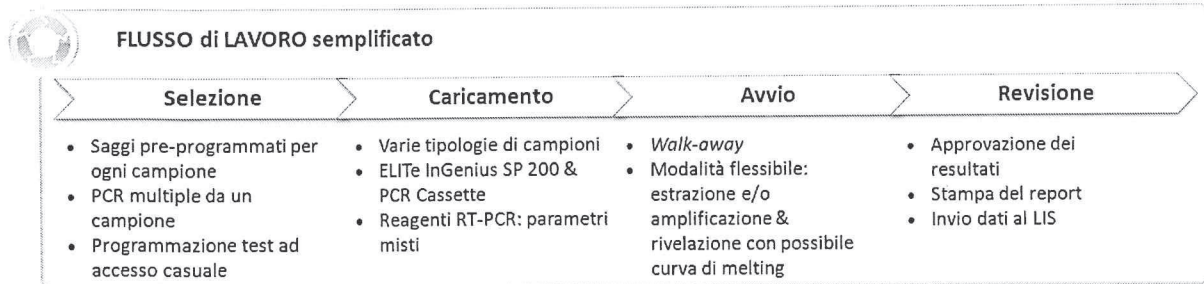 FLUSSO di LAVORO semplificato
Selezione
Caricamento
Avvio
Revisione
• Saggi pre-programmati per
ogni campione
• PCR multiple da un
campione
• Programmazione test ad
accesso casuale
• Varie tipologie di campioni
• ELITe InGenius SP 200 &
PCR Cassette
• Reagenti RT-PCR: parametri
misti
• Walk-away
• Modalità flessibile:
estrazione e/o
amplificazione &
rivelazione con possibile
curva di melting
• Approvazione dei
resultati
• Stampa del report
• Invio dati al LIS